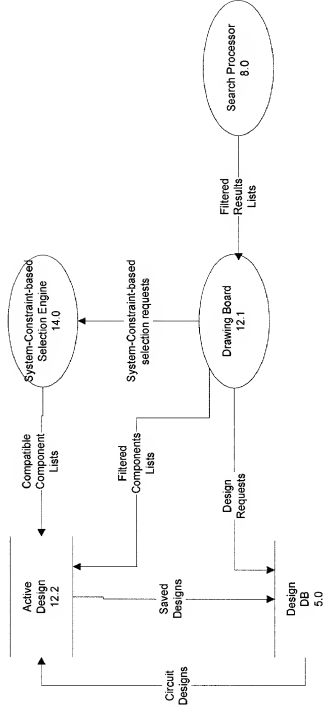 Search Processor
8.0
Filtered
Results
Lists
System-Constraint-based
Selection Engine
14.0
System-Constraint-based
selection requests
Drawing Board
12.1
Compatible
Component
Lists
Filtered
Components
Lists
Design
Requests
Active
Design
12.2
Saved
Designs
Design
DB
5.0
Circuit
Designs